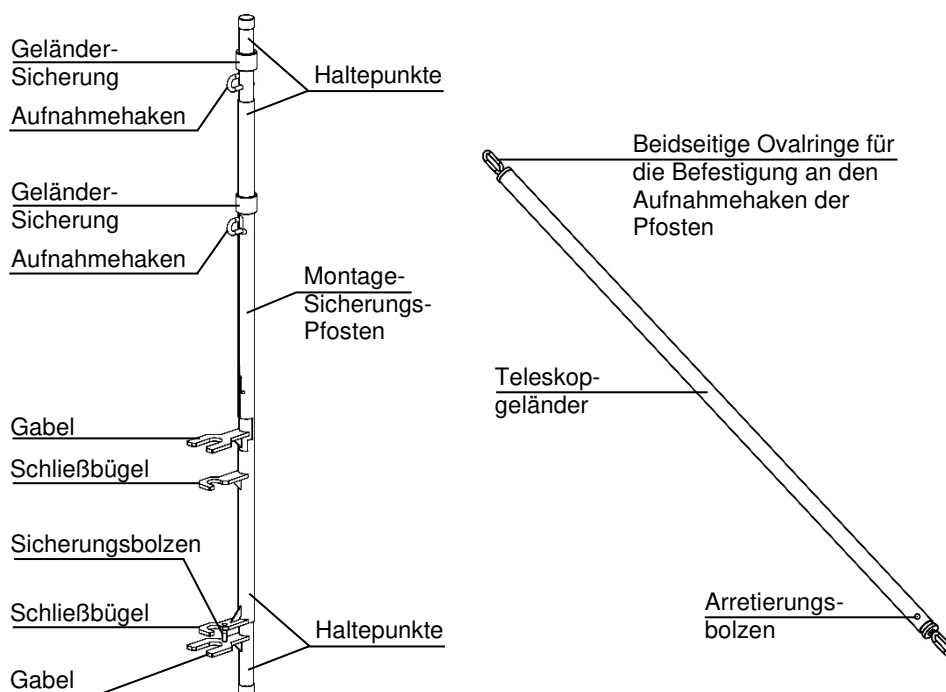 Geländer-
Sicherung
Haltepunkte
Aufnahmehaken
Geländer-
Sicherung
Aufnahmehaken
Montage-
Sicherungs-
Pfosten
Gabel
Schließbügel
Sicherungsbolzen
Schließbügel
Haltepunkte
Gabel
Beidseitige Ovalringe für
die Befestigung an den
Aufnahmehaken der
Pfosten
Teleskop-
geländer
Arretierungs-
bolzen